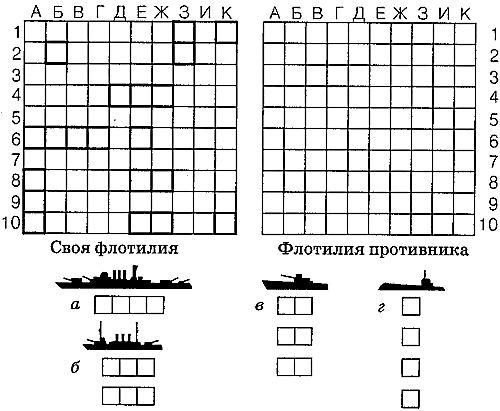 А Б В Г Д Е Ж З И К
1
2
3
4
5
6
7
8
9
10
А Б В Г Д Е Ж З И К
1
2
3
4
5
6
7
8
9
10
Своя флотилия
Флотилия противника
а
б
в
г